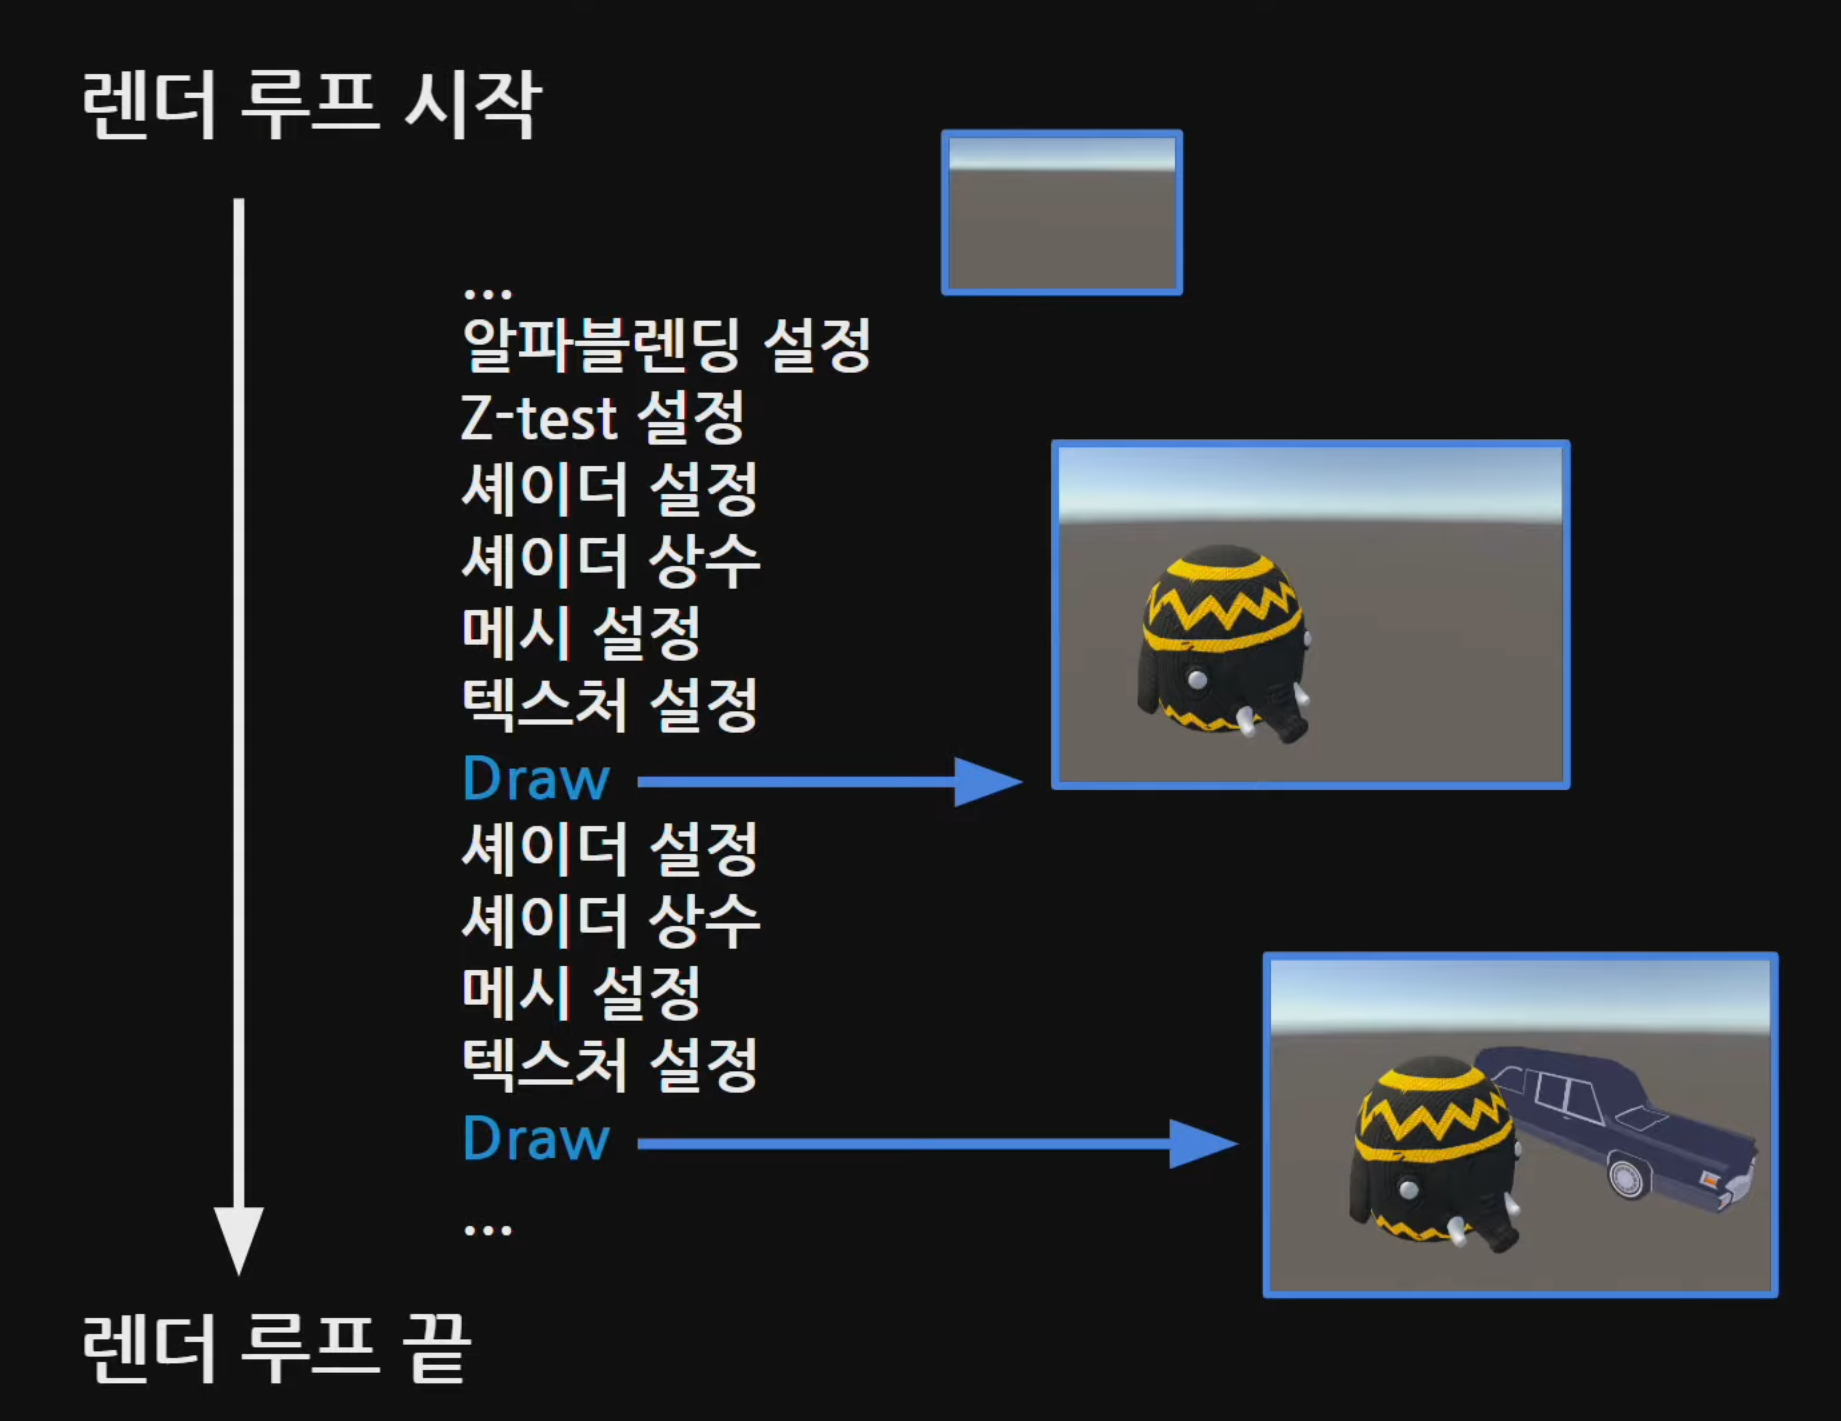 렌더 루프 시작
...
알파블렌딩 설정
Z-test 설정
셰이더 설정
셰이더 상수
메시 설정
텍스처 설정
Draw
셰이더 설정
셰이더 상수
메시 설정
텍스처 설정
Draw
...
렌더 루프 끝